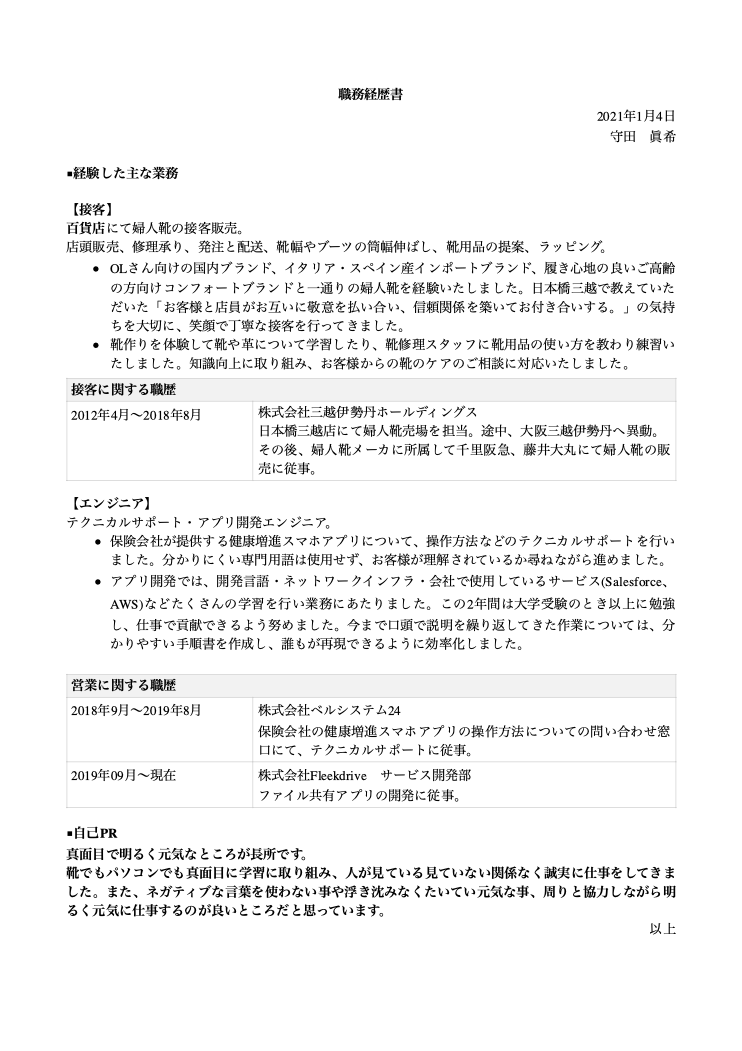 職務経歴書
2021年1月4日
守田　眞希
▪経験した主な業務
【接客】
百貨店にて婦人靴の接客販売。
店頭販売、修理承り、発注と配送、靴幅やブーツの筒幅伸ばし、靴用品の提案、ラッピング。
● OLさん向けの国内ブランド、イタリア・スペイン産インポートブランド、履き心地の良いご高齢
の方向けコンフォートブランドと一通りの婦人靴を経験いたしました。日本橋三越で教えていた
だいた「お客様と店員がお互いに敬意を払い合い、信頼関係を築いてお付き合いする。」の気持
ちを大切に、笑顔で丁寧な接客を行ってきました。
● 靴作りを体験して靴や革について学習したり、靴修理スタッフに靴用品の使い方を教わり練習い
たしました。知識向上に取り組み、お客様からの靴のケアのご相談に対応いたしました。
接客に関する職歴
2012年4月〜2018年8月
株式会社三越伊勢丹ホールディングス
日本橋三越店にて婦人靴売場を担当。途中、大阪三越伊勢丹へ異動。
その後、婦人靴メーカに所属して千里阪急、藤井大丸にて婦人靴の販
売に従事。
【エンジニア】
テクニカルサポート・アプリ開発エンジニア。
● 保険会社が提供する健康増進スマホアプリについて、操作方法などのテクニカルサポートを行い
ました。分かりにくい専門用語は使用せず、お客様が理解されているか尋ねながら進めました。
● アプリ開発では、開発言語・ネットワークインフラ・会社で使用しているサービス(Salesforce、
AWS)などたくさんの学習を行い業務にあたりました。この2年間は大学受験のとき以上に勉強
し、仕事で貢献できるよう努めました。今まで口頭で説明を繰り返してきた作業については、分
かりやすい手順書を作成し、誰もが再現できるように効率化しました。
営業に関する職歴
2018年9月〜2019年8月
株式会社ベルシステム24
保険会社の健康増進スマホアプリの操作方法についての問い合わせ窓
口にて、テクニカルサポートに従事。
2019年09月〜現在
株式会社Fleekdrive　サービス開発部
ファイル共有アプリの開発に従事。
▪自己PR
真面目で明るく元気なところが長所です。
靴でもパソコンでも真面目に学習に取り組み、人が見ている見ていない関係なく誠実に仕事をしてきま
した。また、ネガティブな言葉を使わない事や浮き沈みなくたいてい元気な事、周りと協力しながら明
るく元気に仕事するのが良いところだと思っています。
以上